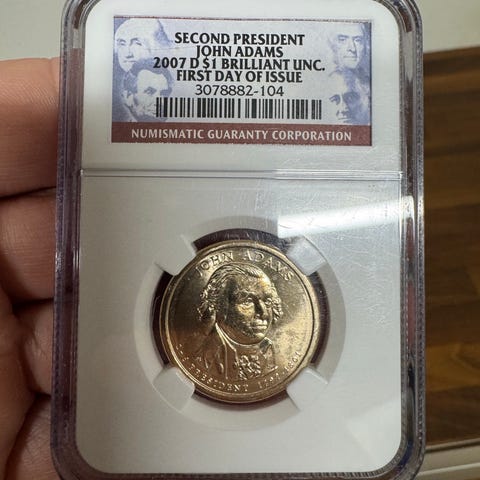 SECOND PRESIDENT
JOHN ADAMS
2007 D $1 BRILLIANT UNC.
FIRST DAY OF ISSUE
3078882-104
NUMISMATIC GUARANTY CORPORATION
JOHN ADAMS
PRESIDENT